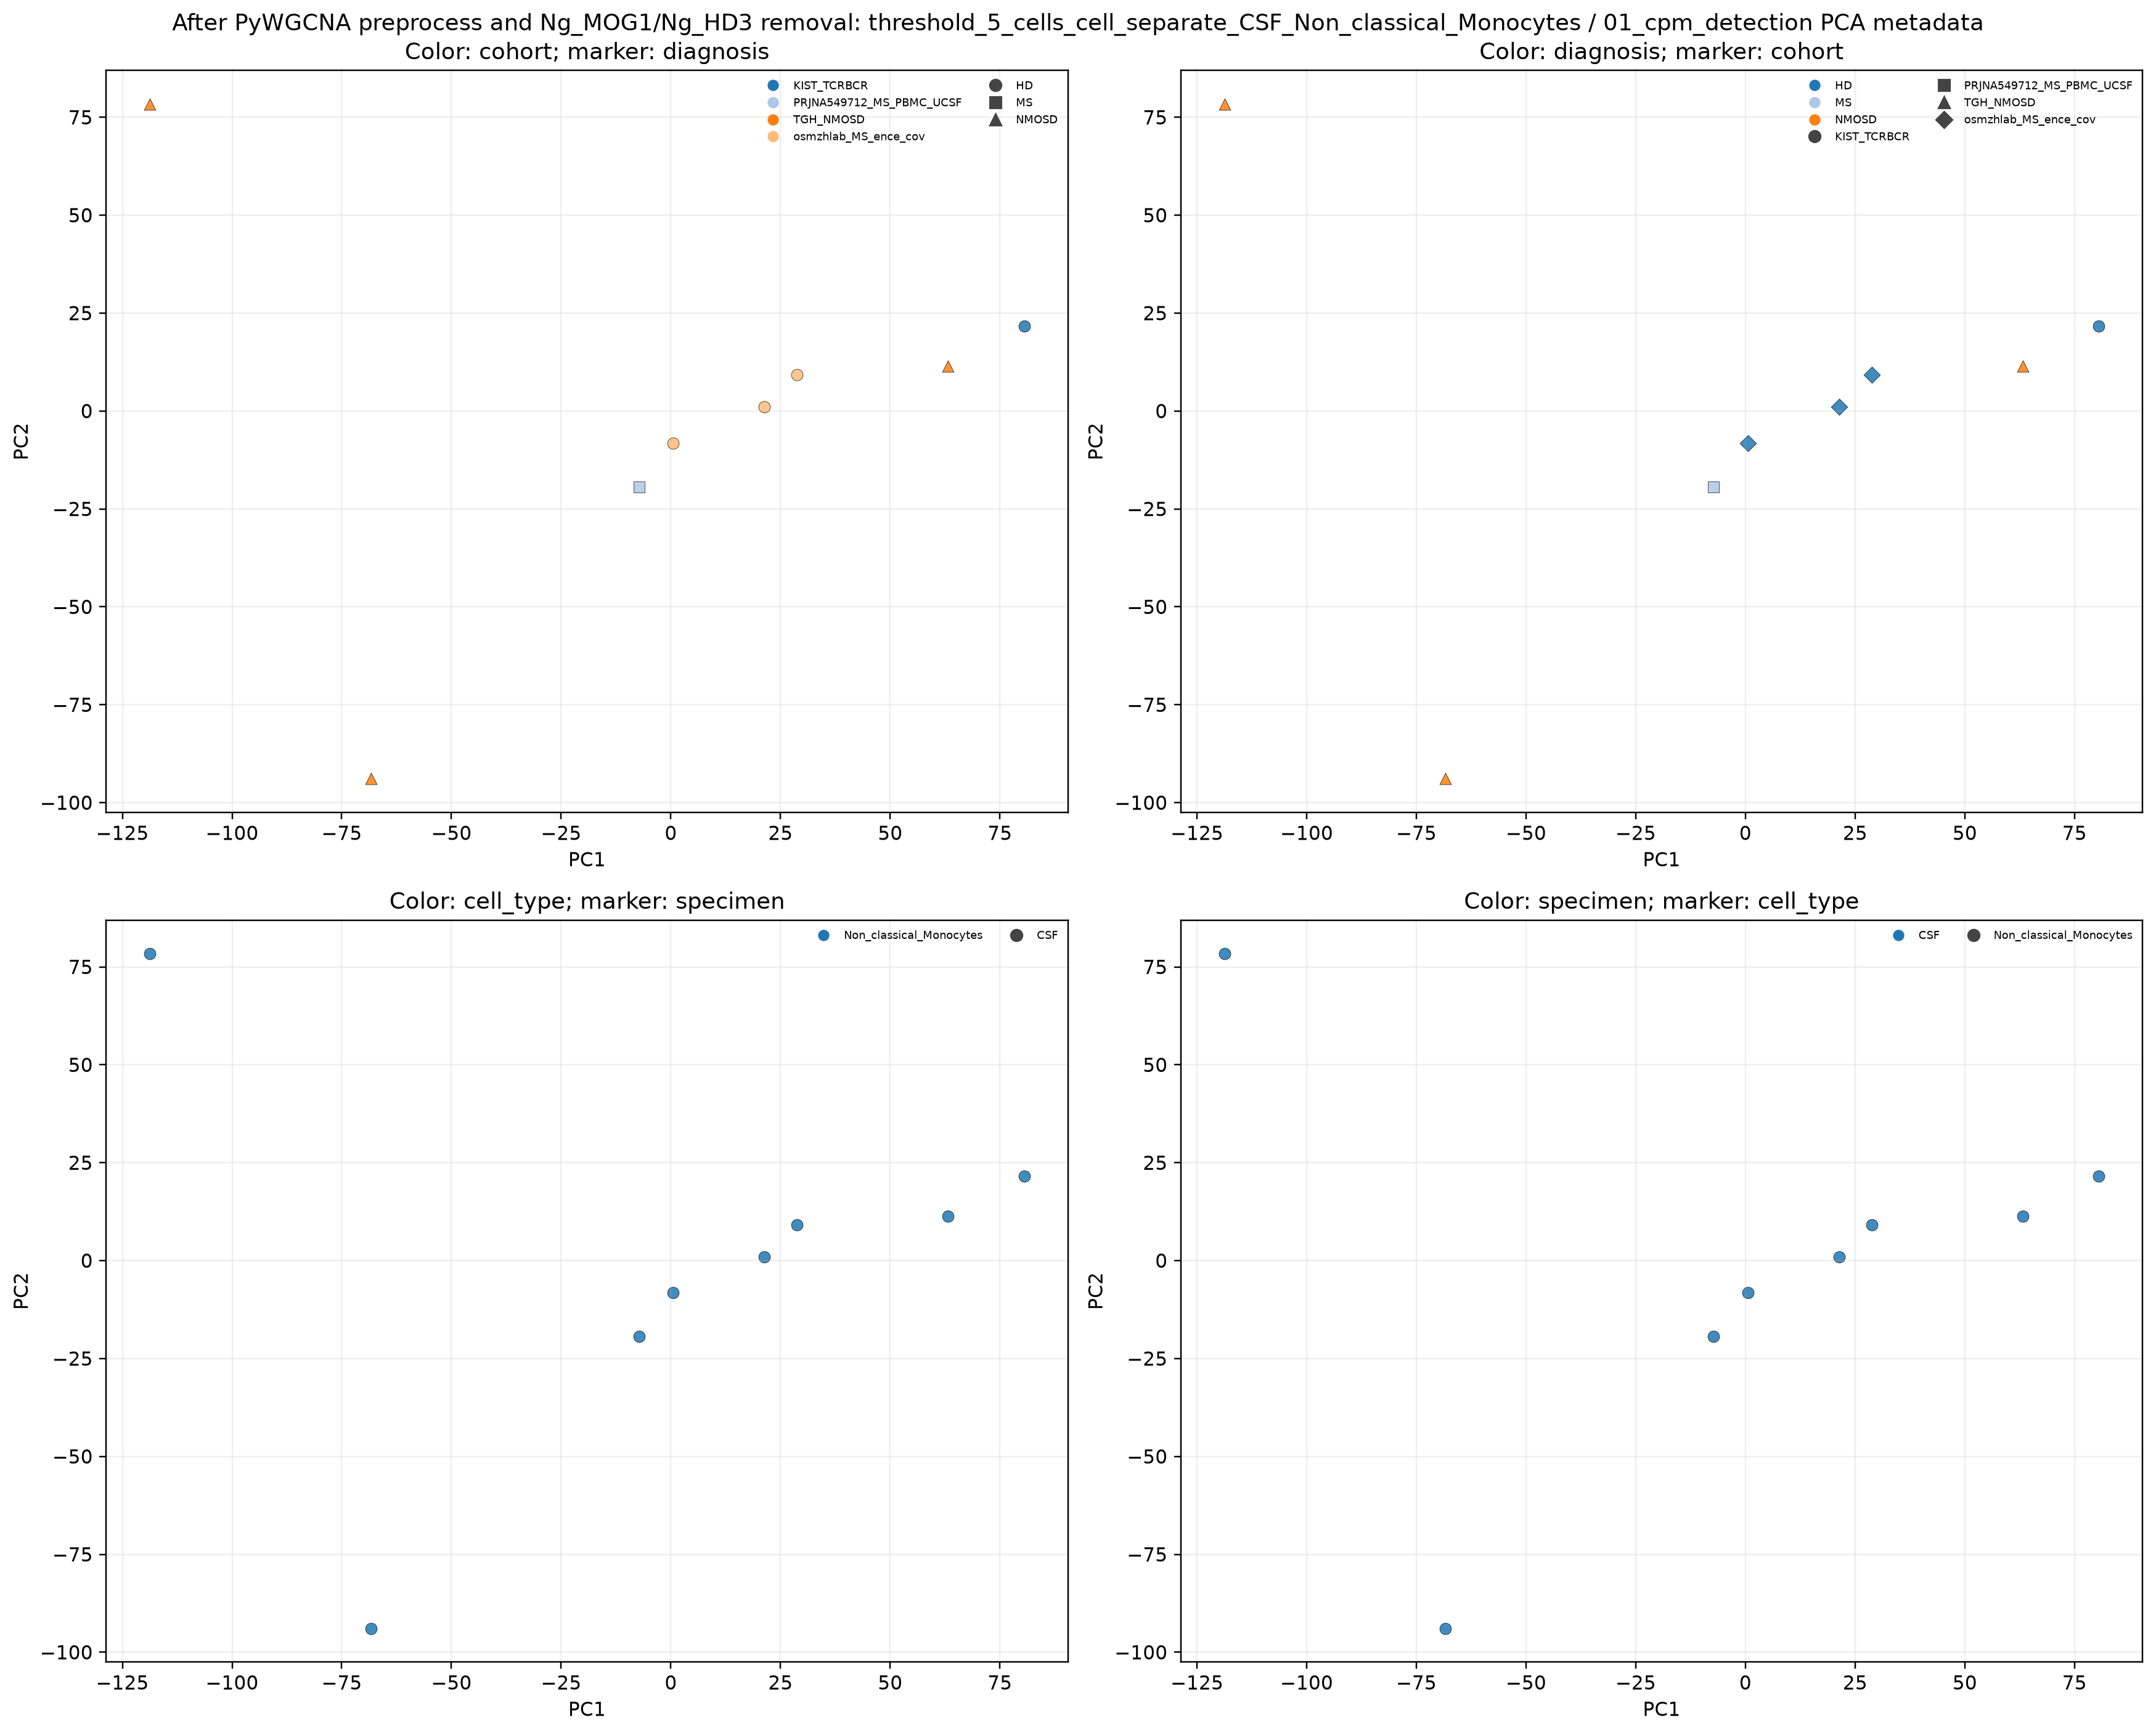 After PyWGCNA preprocess and Ng_MOG1/Ng_HD3 removal: threshold_5_cells_cell_separate_CSF_Non_classical_Monocytes / 01_cpm_detection PCA metadata
Color: cohort; marker: diagnosis
KIST_TCRBCR
PRJNA549712_MS_PBMC_UCSF
TGH_NMOSD
osmzhlab_MS_ence_cov
HD
MS
NMOSD
75
50
25
0
−25
−50
−75
−100
PC2
−125 −100 −75 −50 −25 0 25 50 75
PC1
Color: diagnosis; marker: cohort
HD
MS
NMOSD
KIST_TCRBCR
PRJNA549712_MS_PBMC_UCSF
TGH_NMOSD
osmzhlab_MS_ence_cov
75
50
25
0
−25
−50
−75
−100
PC2
−125 −100 −75 −50 −25 0 25 50 75
PC1
Color: cell_type; marker: specimen
Non_classical_Monocytes
CSF
75
50
25
0
−25
−50
−75
−100
PC2
−125 −100 −75 −50 −25 0 25 50 75
PC1
Color: specimen; marker: cell_type
CSF
Non_classical_Monocytes
75
50
25
0
−25
−50
−75
−100
PC2
−125 −100 −75 −50 −25 0 25 50 75
PC1